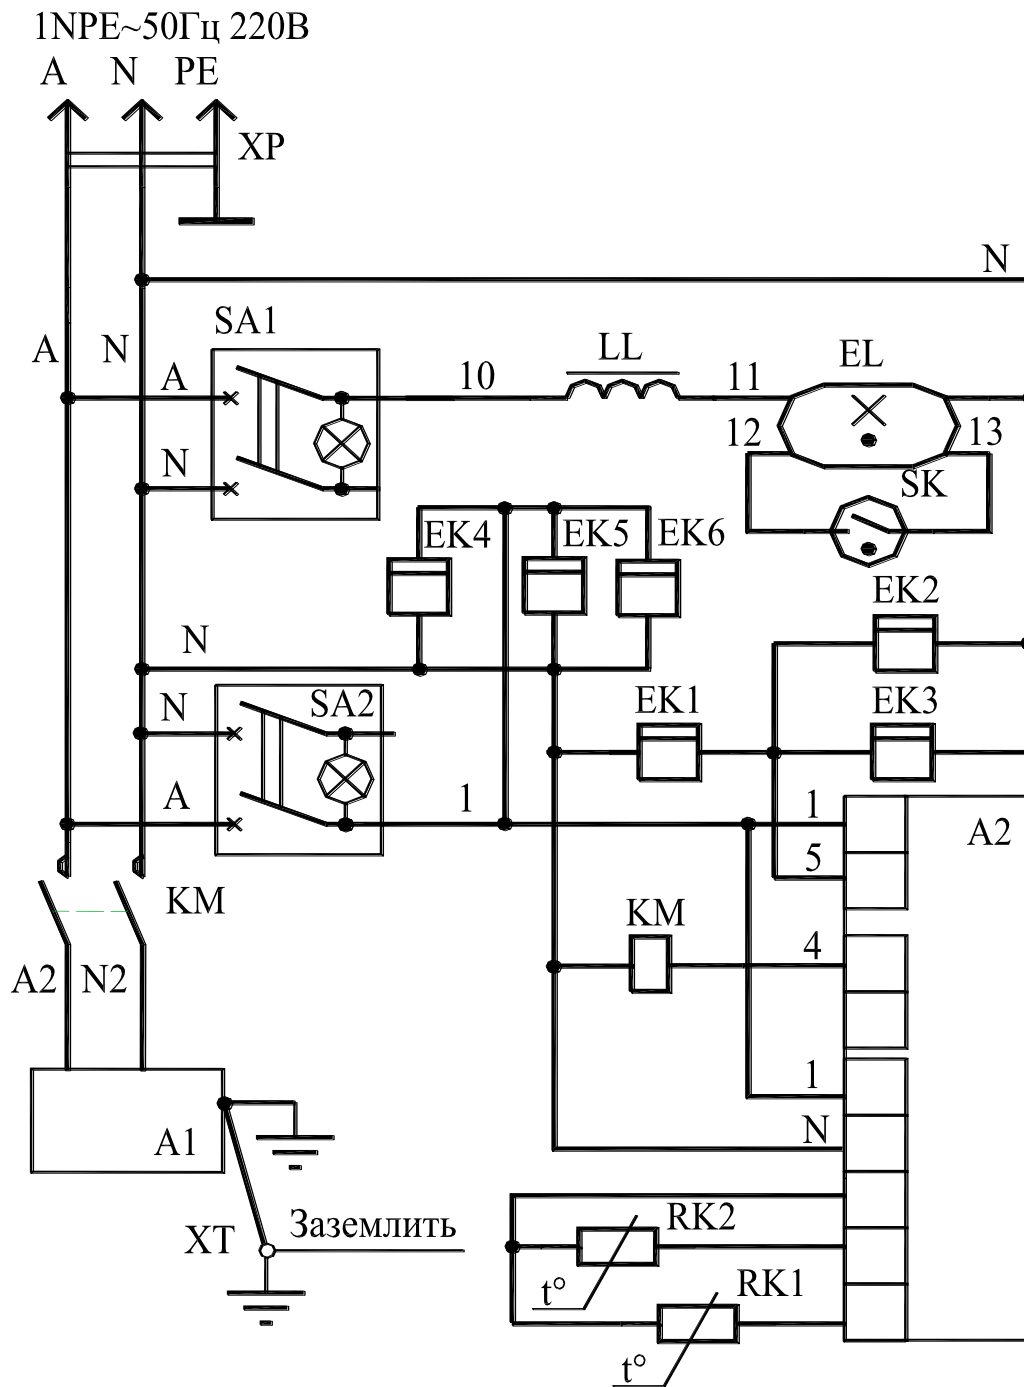 1NPE~50Гц 220В
A N PE
XP
N
SA1
LL
EL
A N
A
10
11
12
13
N
SK
EK4
EK5
EK6
EK2
N
EK1
EK3
N
SA2
A
1
1
A2
5
KM
KM
4
A2 N2
1
N
A1
XT
Заземлить
RK2
t°
RK1
t°